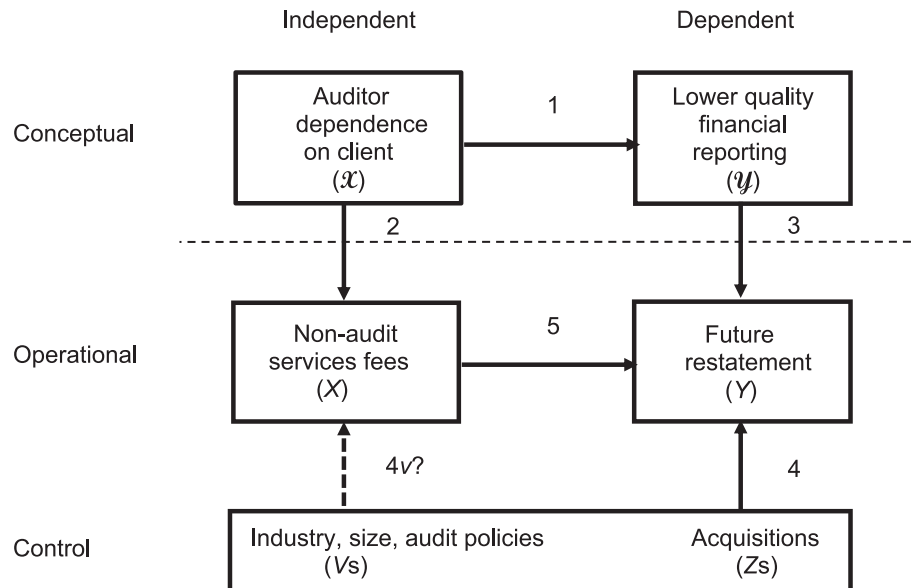 Independent
Dependent
Conceptual
Auditor
dependence
on client
(𝒳)
1
Lower quality
financial
reporting
(𝓎)
2
3
Operational
Non-audit
services fees
(X)
5
Future
restatement
(Y)
4v?
4
Control
Industry, size, audit policies
(Vs)
Acquisitions
(Zs)